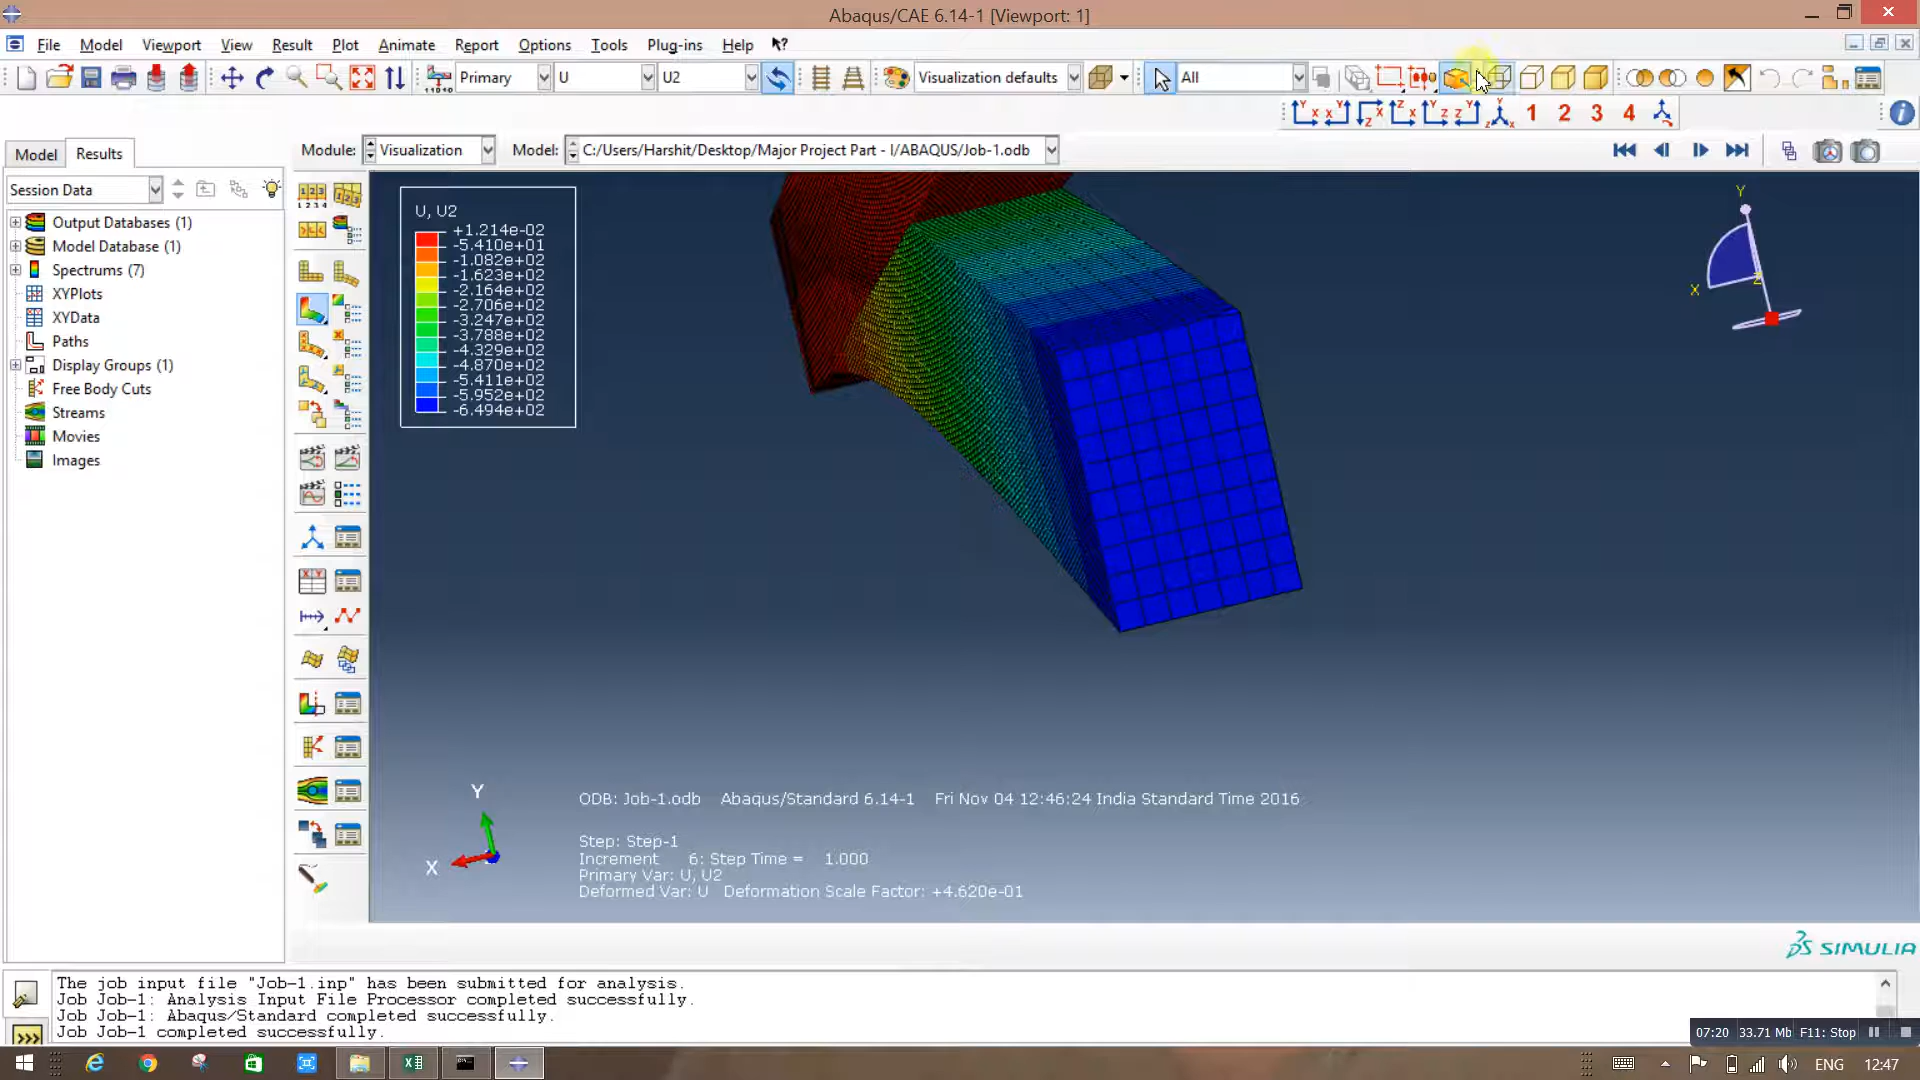 Abaqus/CAE 6.14-1 [Viewport: 1]
File Model Viewport View Result Plot Animate Report Options Tools Plug-ins Help
Primary U U2 Visualization defaults All
1 2 3 4
Model Results
Module: Visualization Model: C:/Users/Harshit/Desktop/Major Project Part - I/ABAQUS/Job-1.odb
Session Data
Output Databases (1)
Model Database (1)
Spectrums (7)
XYPlots
XYData
Paths
Display Groups (1)
Free Body Cuts
Streams
Movies
Images
U, U2
+1.214e-02
-5.410e+01
-1.082e+02
-1.623e+02
-2.164e+02
-2.706e+02
-3.247e+02
-3.788e+02
-4.329e+02
-4.870e+02
-5.411e+02
-5.952e+02
-6.494e+02
Y
X
Z
Y
X
ODB: Job-1.odb Abaqus/Standard 6.14-1 Fri Nov 04 12:46:24 India Standard Time 2016
Step: Step-1
Increment 6: Step Time = 1.000
Primary Var: U, U2
Deformed Var: U Deformation Scale Factor: +4.620e-01
SIMULIA
The job input file "Job-1.inp" has been submitted for analysis.
Job Job-1: Analysis Input File Processor completed successfully.
Job Job-1: Abaqus/Standard completed successfully.
Job Job-1 completed successfully.
07:20 33.71 Mb F11: Stop
ENG 12:47